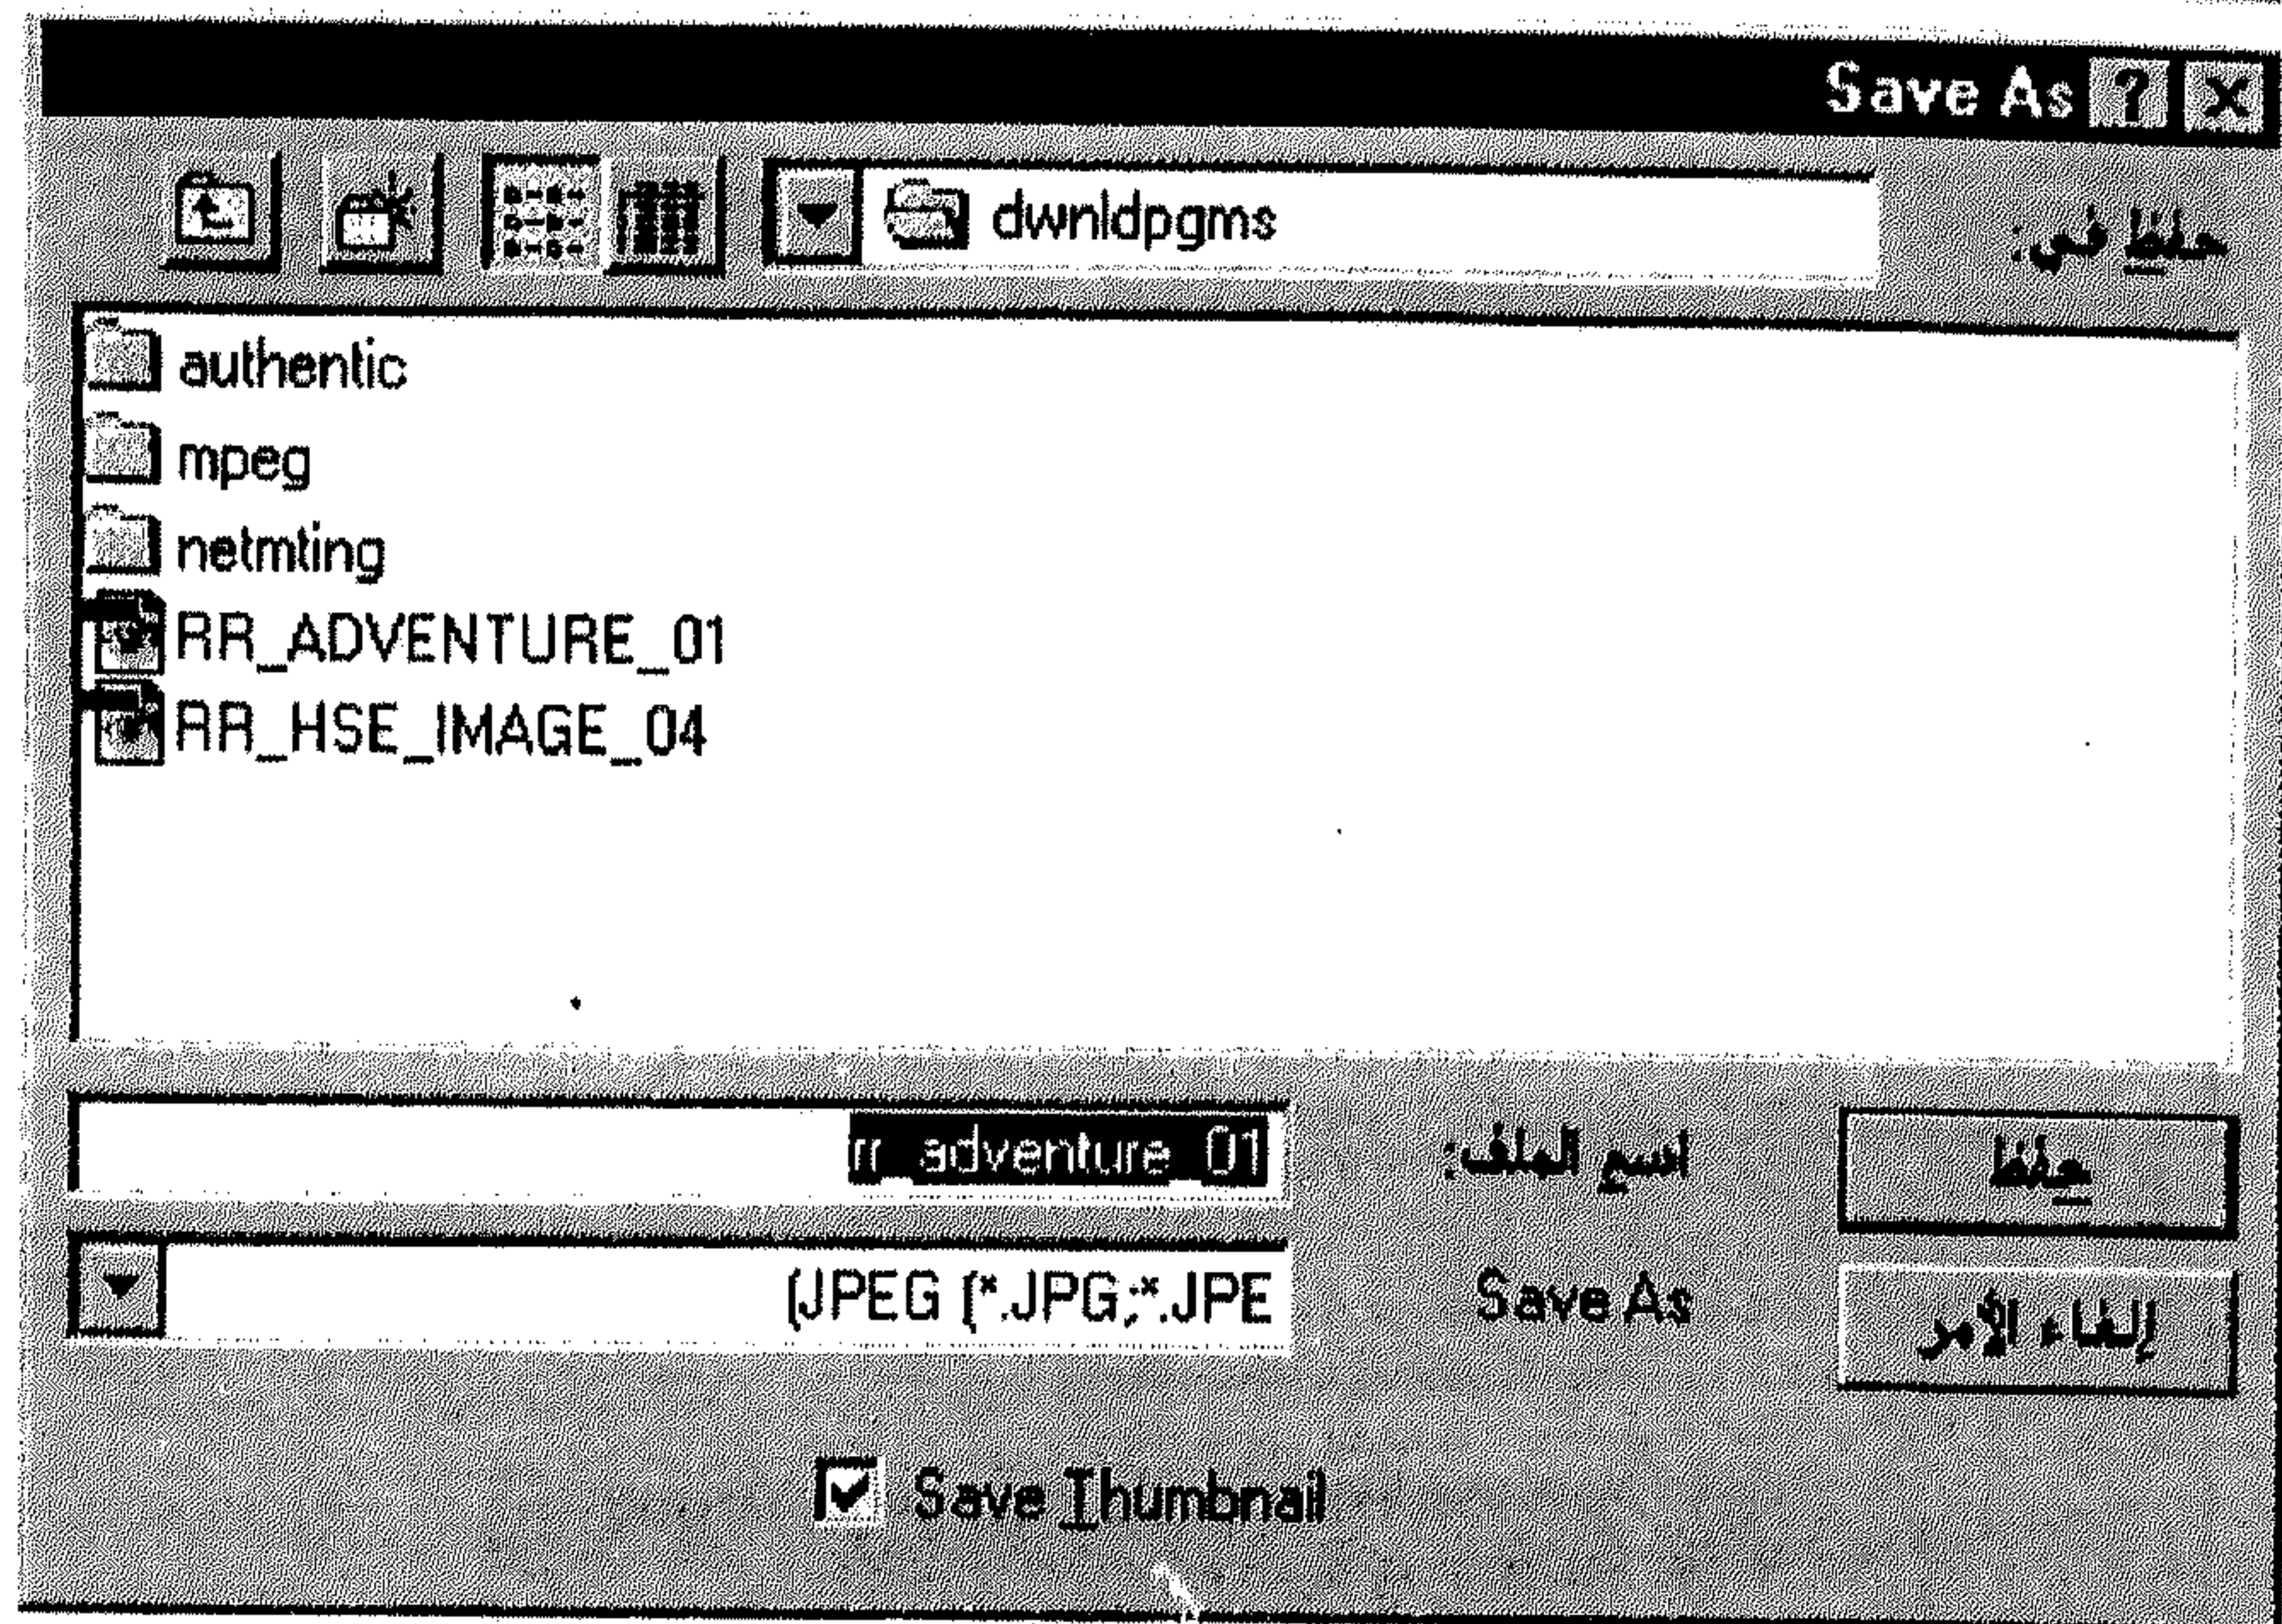 Save As
حفظ في: dwnldpgms
authentic
mpeg
netmting
RR_ADVENTURE_01
RR_HSE_IMAGE_04
اسم الملف: rr_adventure_01
حفظ
Save As (JPEG (*.JPG;*.JPE
إلغاء الأمر
Save Thumbnail